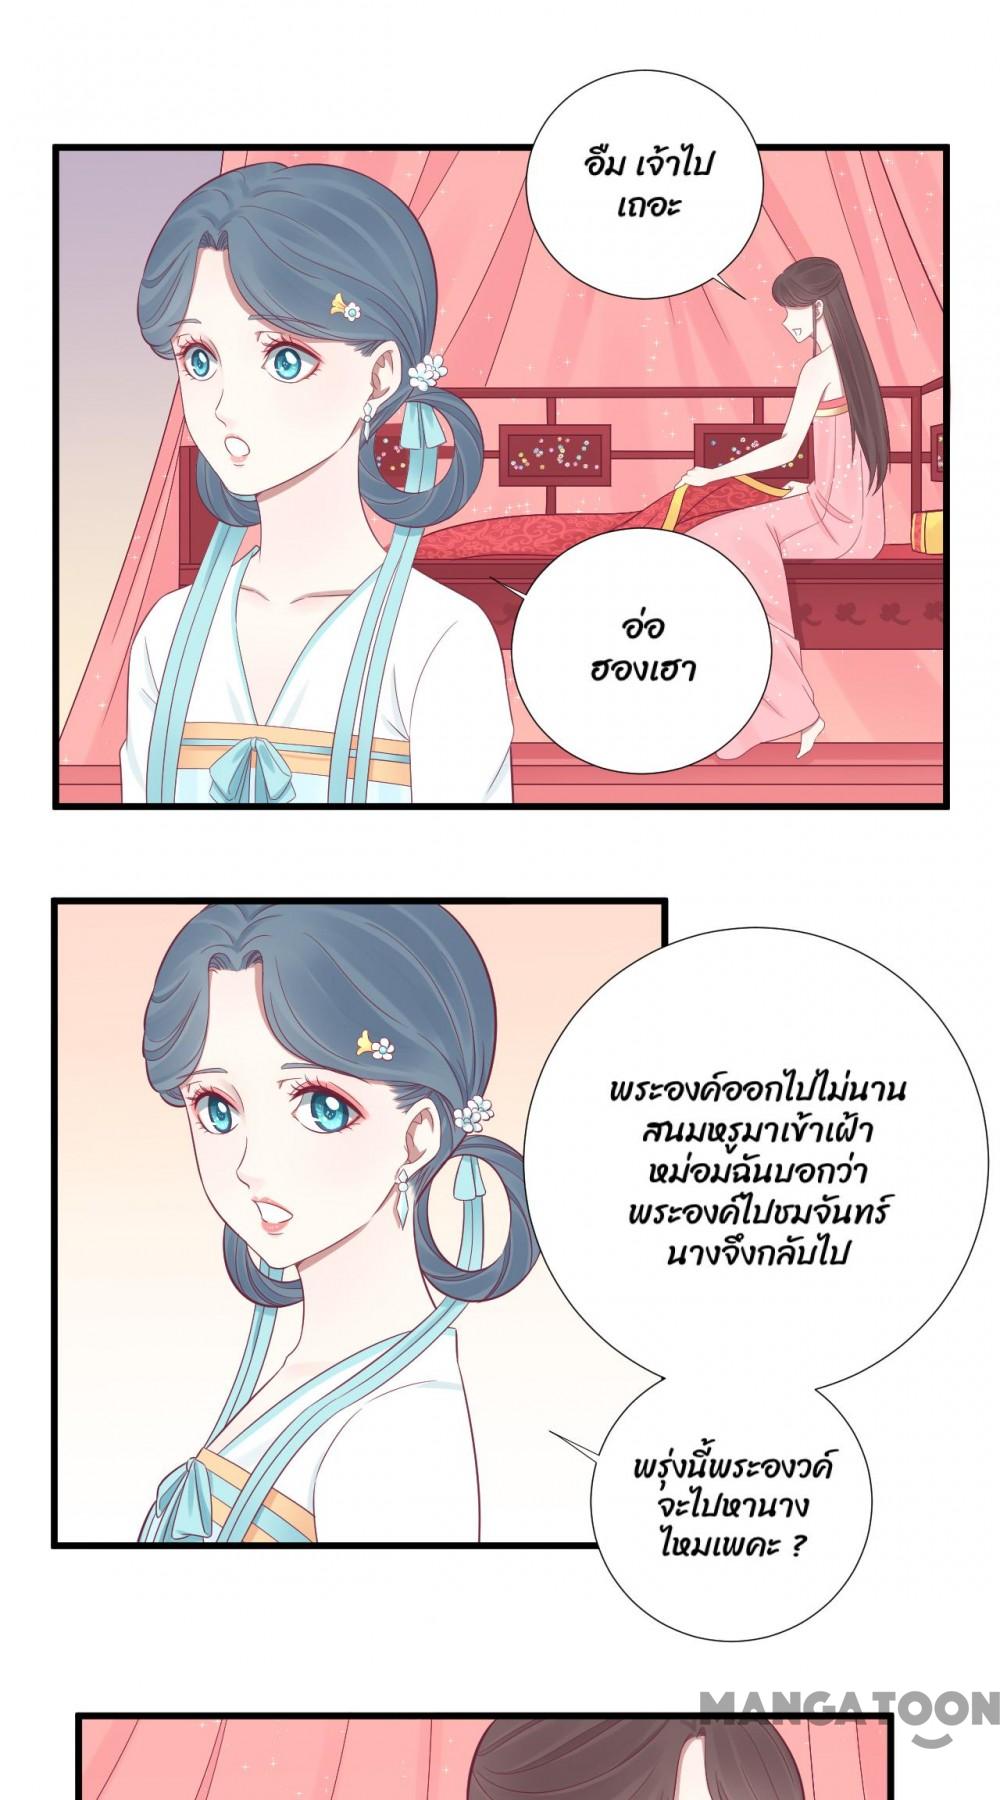 อืม เจ้าไป
เถอะ
อ่อ
ฮองเฮา
พระองค์ออกไปไม่นาน
สนมหรูมาเข้าเฝ้า
หม่อมฉันบอกว่า
พระองค์ไปชมจันทร์
นางจึงกลับไป
พรุ่งนี้พระองวค์
จะไปหานาง
ไหมเพคะ ?
MANGATOON